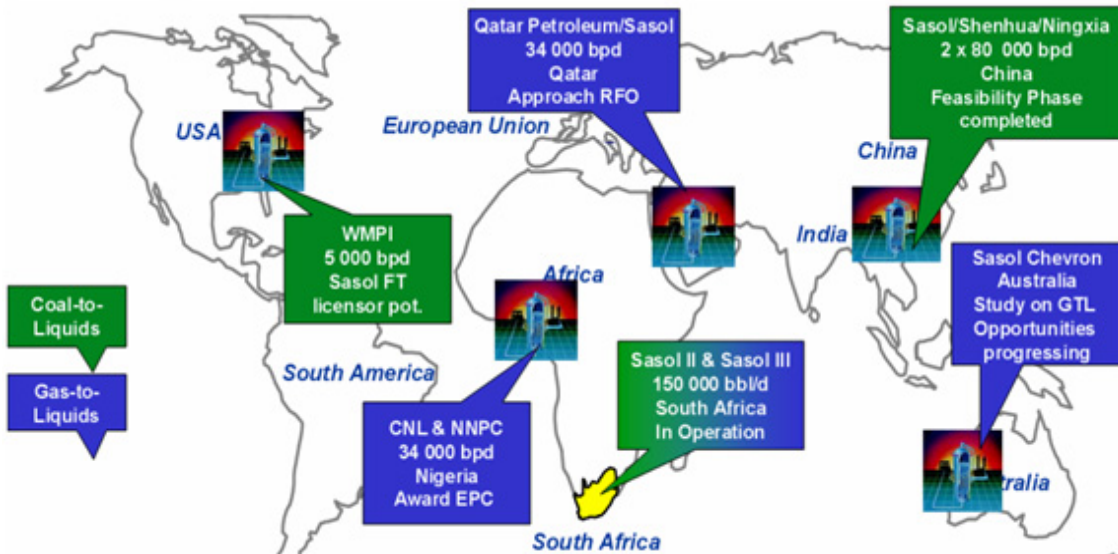 Qatar Petroleum/Sasol
34 000 bpd
Qatar
Approach RFO
Sasol/Shenhua/Ningxia
2 x 80 000 bpd
China
Feasibility Phase
completed
USA
European Union
China
WMPI
5 000 bpd
Sasol FT
licensor pot.
Africa
India
Sasol Chevron
Australia
Study on GTL
Opportunities
progressing
Coal-to-
Liquids
Gas-to-
Liquids
South America
Sasol II & Sasol III
150 000 bbl/d
South Africa
In Operation
CNL & NNPC
34 000 bpd
Nigeria
Award EPC
tralia
South Africa